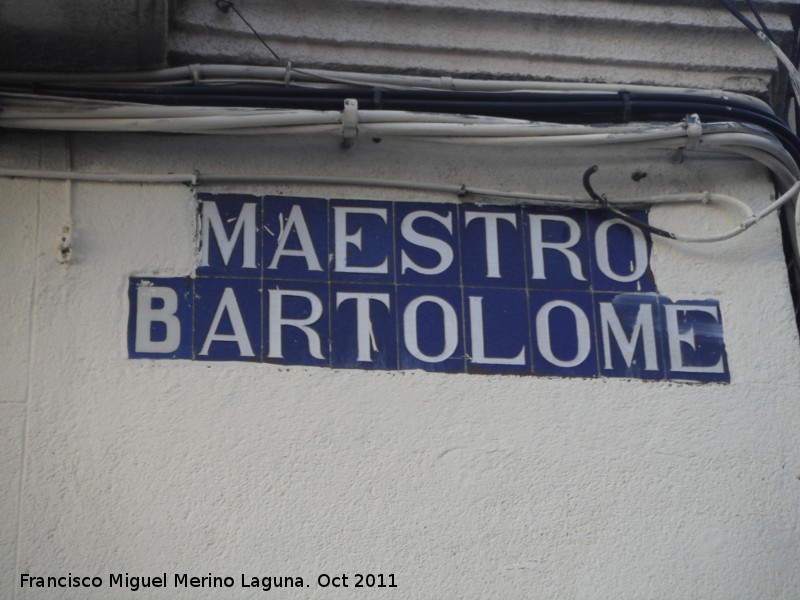 MAESTRO
BARTOLOME
Francisco Miguel Merino Laguna. Oct 2011